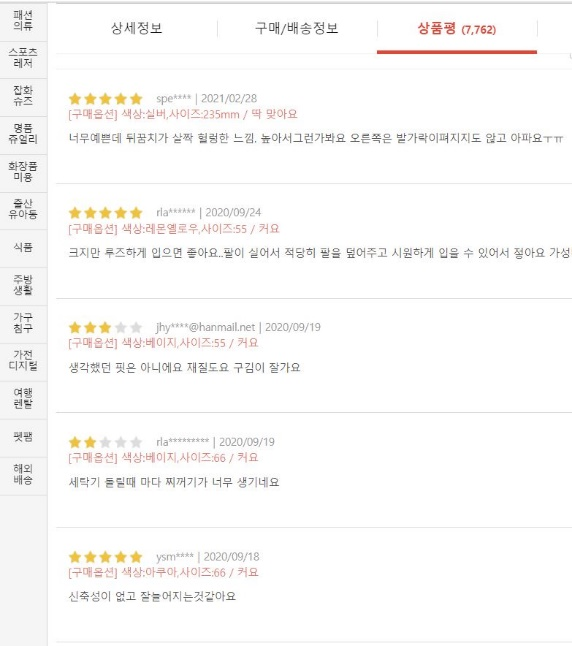 패션
의류
스포츠
레저
잡화
슈즈
명품
쥬얼리
화장품
미용
출산
유아동
식품
주방
생활
가구
침구
가전
디지털
여행
렌탈
펫팸
해외
배송
상세정보
구매/배송정보
상품평 (7,762)
spe**** | 2021/02/28
[구매옵션] 색상:실버,사이즈:235mm / 딱 맞아요
너무예쁜데 뒤꿈치가 살짝 헐렁한 느낌, 높아서그런가봐요 오른쪽은 발가락이펴지지도 않고 아파요ㅜㅠ
rla****** | 2020/09/24
[구매옵션] 색상:레몬옐로우,사이즈:55 / 커요
크지만 루즈하게 입으면 좋아요..팔이 실어서 적당히 팔을 덮어주고 시원하게 입을 수 있어서 정아요 가성
jhy****@hanmail.net | 2020/09/19
[구매옵션] 색상:베이지,사이즈:55 / 커요
생각했던 핏은 아니에요 재질도요 구김이 잘가요
rla********* | 2020/09/19
[구매옵션] 색상:베이지,사이즈:66 / 커요
세탁기 돌릴때 마다 찌꺼기가 너무 생기네요
ysm**** | 2020/09/18
[구매옵션] 색상:아쿠아,사이즈:66 / 커요
신축성이 없고 잘늘어지는것같아요